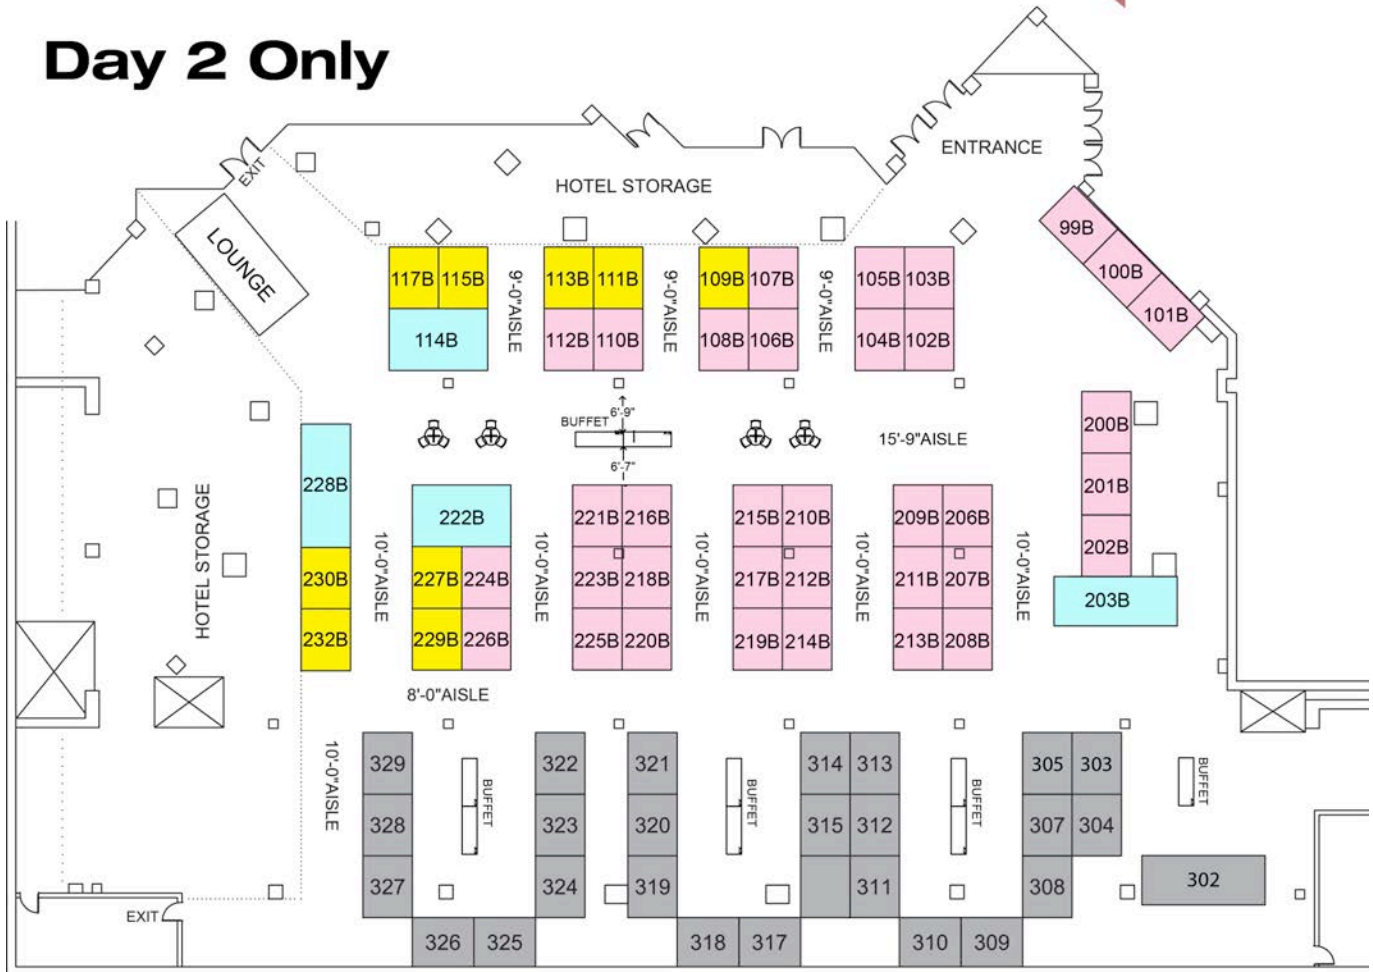 Day 2 Only
ENTRANCE
EXIT
HOTEL STORAGE
LOUNGE
99B
100B
101B
117B 115B
113B 111B
109B 107B
105B 103B
9'-0"AISLE
9'-0"AISLE
9'-0"AISLE
114B
112B 110B
108B 106B
104B 102B
6'-9"
BUFFET
6'-7"
15'-9"AISLE
200B
201B
202B
203B
HOTEL STORAGE
228B
230B
232B
10'-0"AISLE
222B
227B 224B
229B 226B
10'-0"AISLE
221B 216B
223B 218B
225B 220B
10'-0"AISLE
215B 210B
217B 212B
219B 214B
10'-0"AISLE
209B 206B
211B 207B
213B 208B
10'-0"AISLE
8'-0"AISLE
10'-0"AISLE
329
328
327
326 325
BUFFET
322
323
324
321
320
319
318 317
BUFFET
314 313
315 312
311
310 309
BUFFET
305 303
307 304
308
BUFFET
302
EXIT